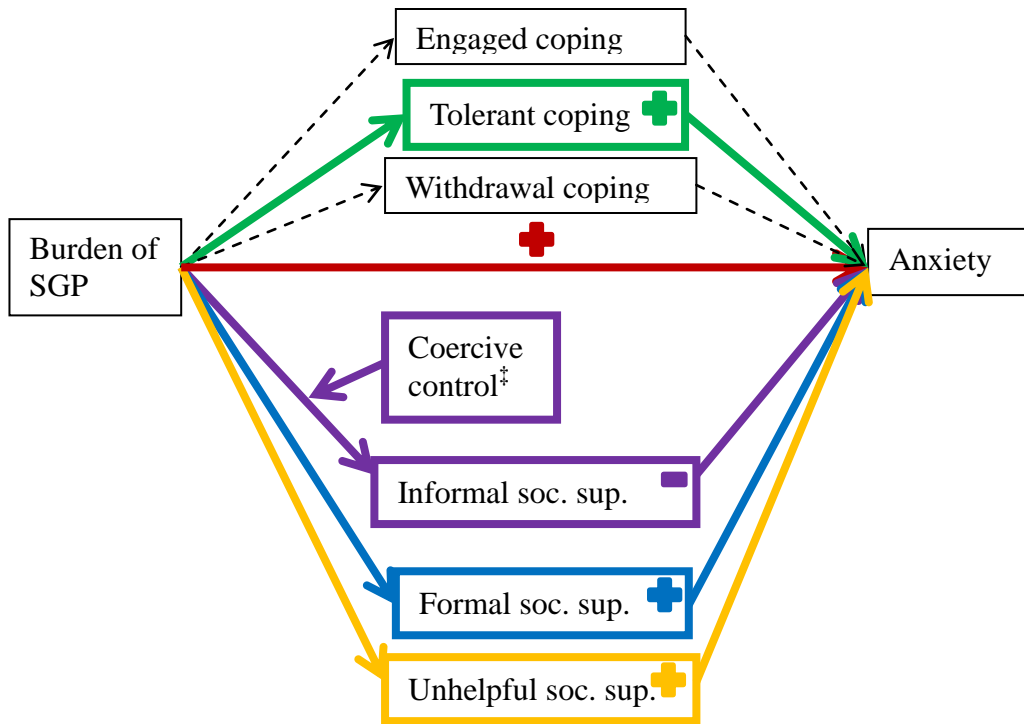 Engaged coping
Tolerant coping
Withdrawal coping
Burden of
SGP
Anxiety
Coercive
control‡
Informal soc. sup.
Formal soc. sup.
Unhelpful soc. sup.